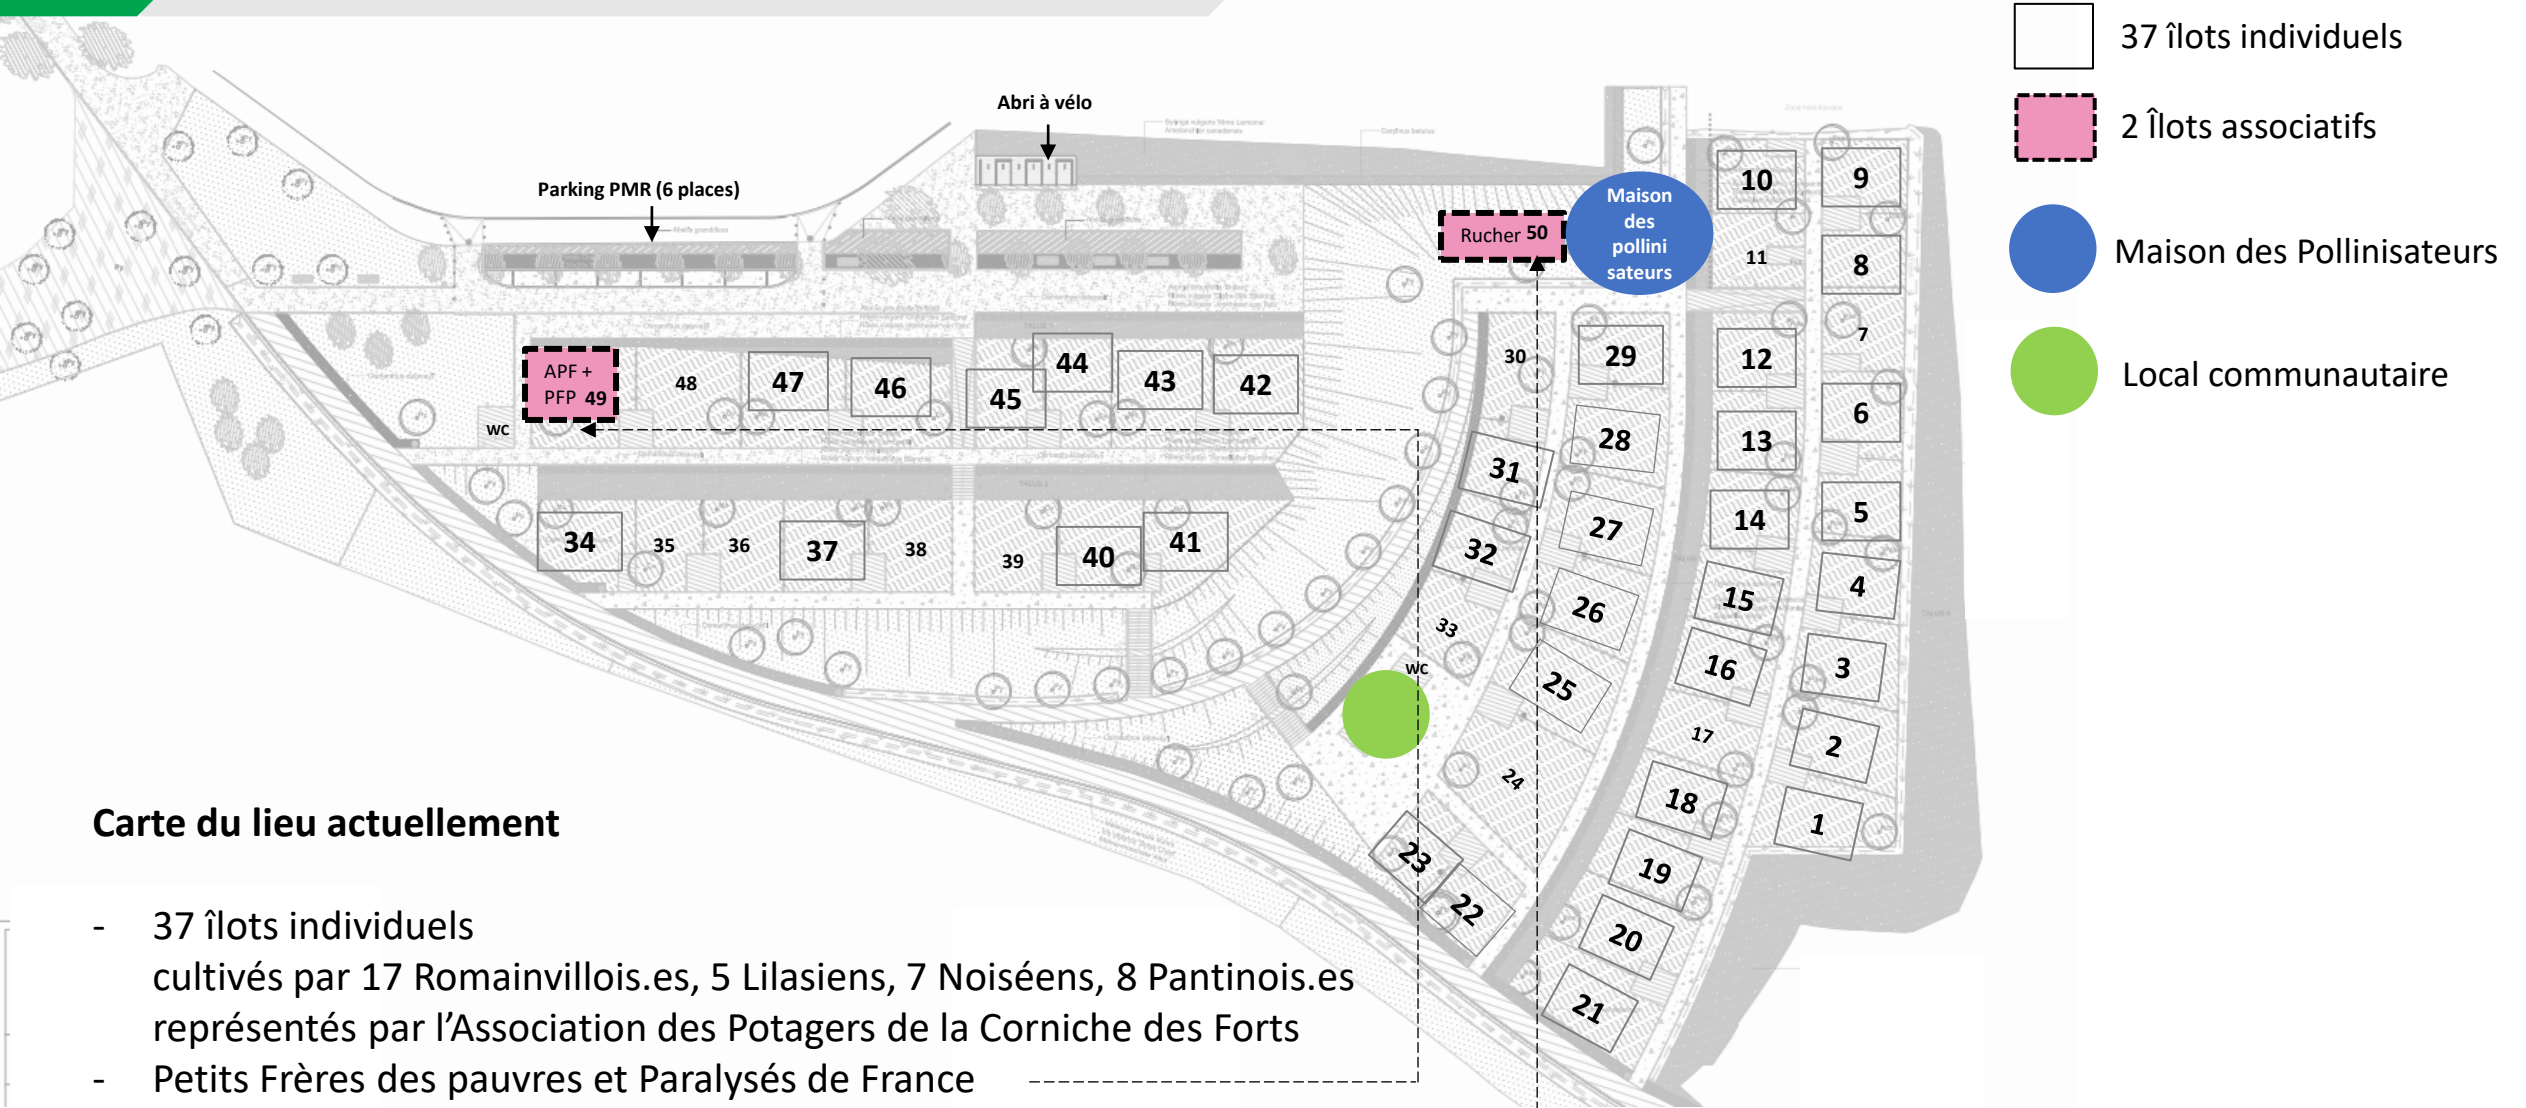 37 îlots individuels
2 Îlots associatifs
Maison des Pollinisateurs
Local communautaire
Abri à vélo
Parking PMR (6 places)
Maison
des
pollini
sateurs
Rucher 50
10
9
11
8
7
12
6
13
5
14
4
15
3
16
2
17
1
18
19
20
21
30
29
28
31
27
32
26
33
25
WC
24
23
22
APF +
PFP 49
48
47
46
45
44
43
42
WC
34
35
36
37
38
39
40
41
TALUS 2
Carte du lieu actuellement
- 37 îlots individuels
cultivés par 17 Romainvillois.es, 5 Lilasiens, 7 Noiséens, 8 Pantinois.es
représentés par l’Association des Potagers de la Corniche des Forts
- Petits Frères des pauvres et Paralysés de France